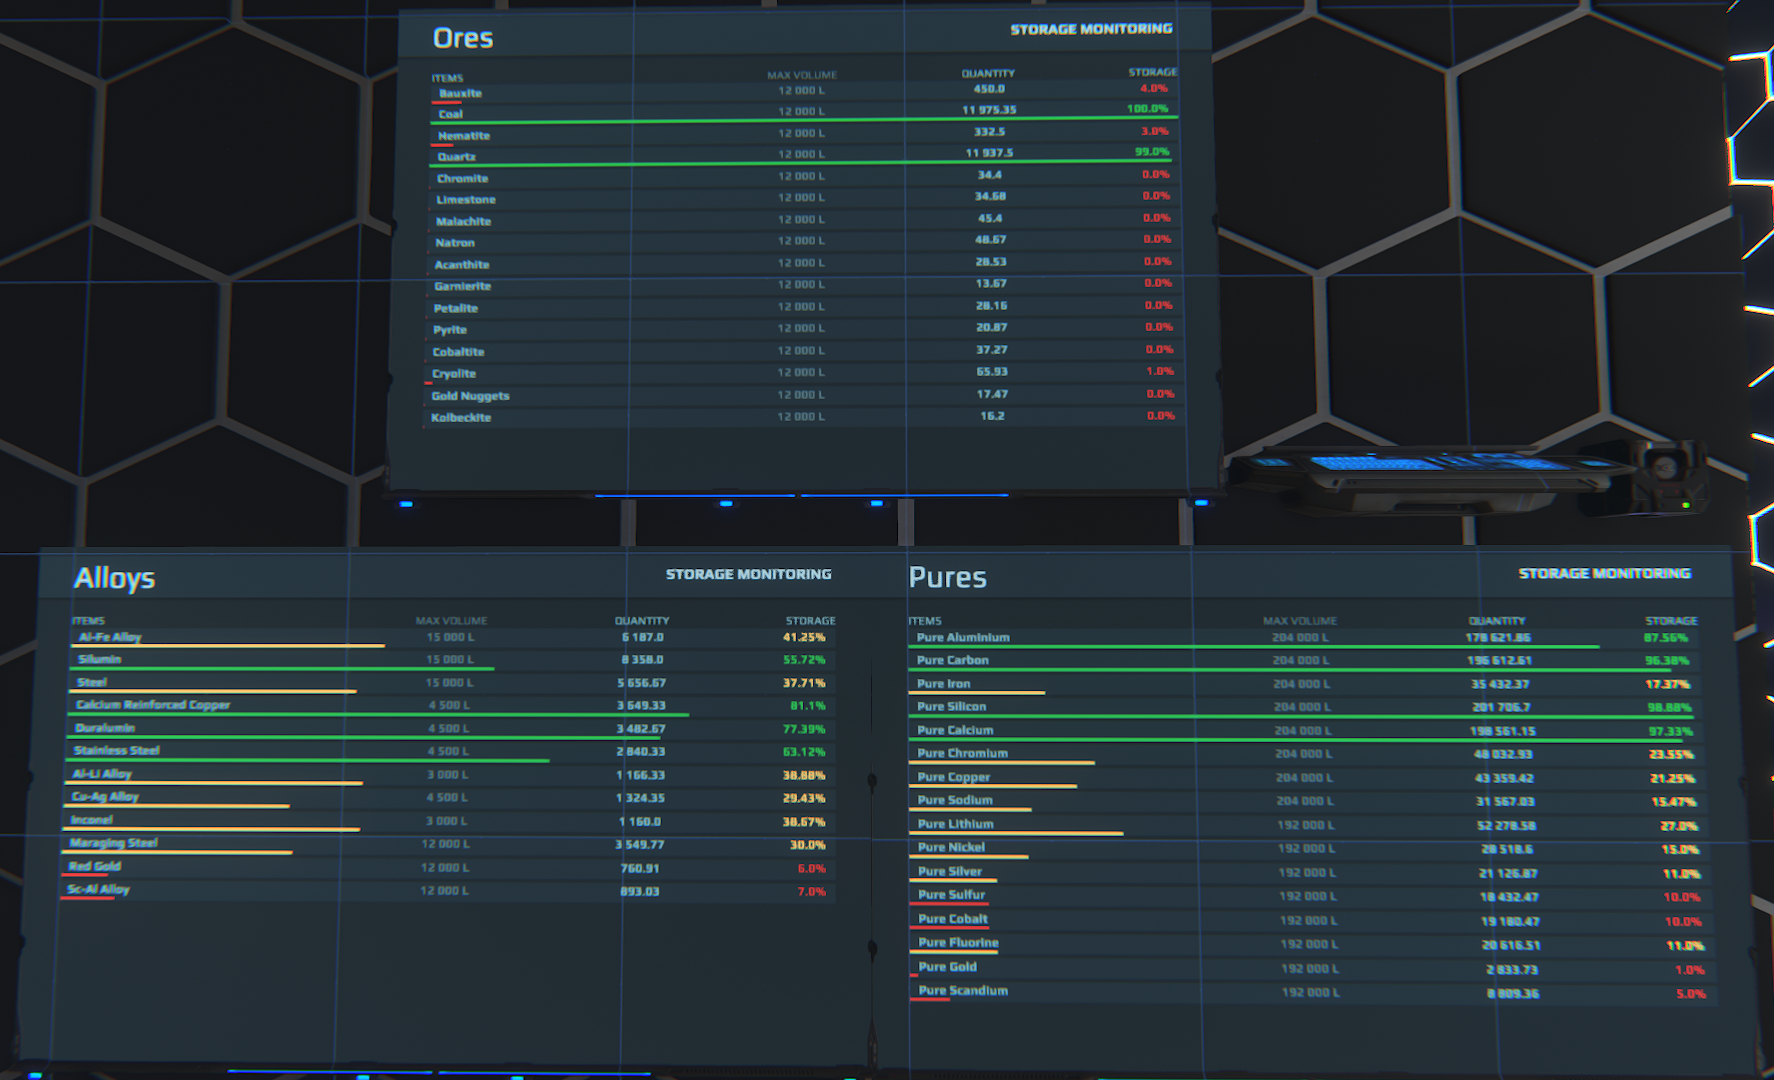 Ores STORAGE MONITORING
ITEMS MAX VOLUME QUANTITY STORAGE
Bauxite 12 000 L 450.0 4.0%
Coal 12 000 L 11 975.35 100.0%
Hematite 12 000 L 332.5 3.0%
Quartz 12 000 L 11 937.5 99.0%
Chromite 12 000 L 34.4 0.0%
Limestone 12 000 L 34.68 0.0%
Malachite 12 000 L 45.4 0.0%
Natron 12 000 L 48.67 0.0%
Acanthite 12 000 L 28.53 0.0%
Garnierite 12 000 L 13.67 0.0%
Petalite 12 000 L 28.16 0.0%
Pyrite 12 000 L 20.87 0.0%
Cobaltite 12 000 L 37.27 0.0%
Cryolite 12 000 L 65.93 1.0%
Gold Nuggets 12 000 L 17.47 0.0%
Kolbeckite 12 000 L 16.2 0.0%
Alloys STORAGE MONITORING
ITEMS MAX VOLUME QUANTITY STORAGE
Al-Fe Alloy 15 000 L 6 187.0 41.25%
Silumin 15 000 L 8 358.0 55.72%
Steel 15 000 L 5 656.67 37.71%
Calcium Reinforced Copper 4 500 L 3 649.33 81.1%
Duralumin 4 500 L 3 482.67 77.39%
Stainless Steel 4 500 L 2 840.33 63.12%
Al-Li Alloy 3 000 L 1 166.33 38.88%
Cu-Ag Alloy 4 500 L 1 324.35 29.43%
Inconel 3 000 L 1 160.0 38.67%
Maraging Steel 12 000 L 3 549.77 30.0%
Red Gold 12 000 L 760.91 6.0%
Sc-Al Alloy 12 000 L 893.03 7.0%
Pures STORAGE MONITORING
ITEMS MAX VOLUME QUANTITY STORAGE
Pure Aluminium 204 000 L 178 621.86 87.56%
Pure Carbon 204 000 L 196 612.61 96.38%
Pure Iron 204 000 L 35 432.37 17.37%
Pure Silicon 204 000 L 201 706.7 98.88%
Pure Calcium 204 000 L 198 561.15 97.33%
Pure Chromium 204 000 L 48 032.93 23.55%
Pure Copper 204 000 L 43 359.42 21.25%
Pure Sodium 204 000 L 31 567.03 15.47%
Pure Lithium 192 000 L 52 278.58 27.0%
Pure Nickel 192 000 L 28 518.6 15.0%
Pure Silver 192 000 L 21 126.87 11.0%
Pure Sulfur 192 000 L 18 432.47 10.0%
Pure Cobalt 192 000 L 19 180.47 10.0%
Pure Fluorine 192 000 L 20 616.51 11.0%
Pure Gold 192 000 L 2 833.73 1.0%
Pure Scandium 192 000 L 8 809.36 5.0%